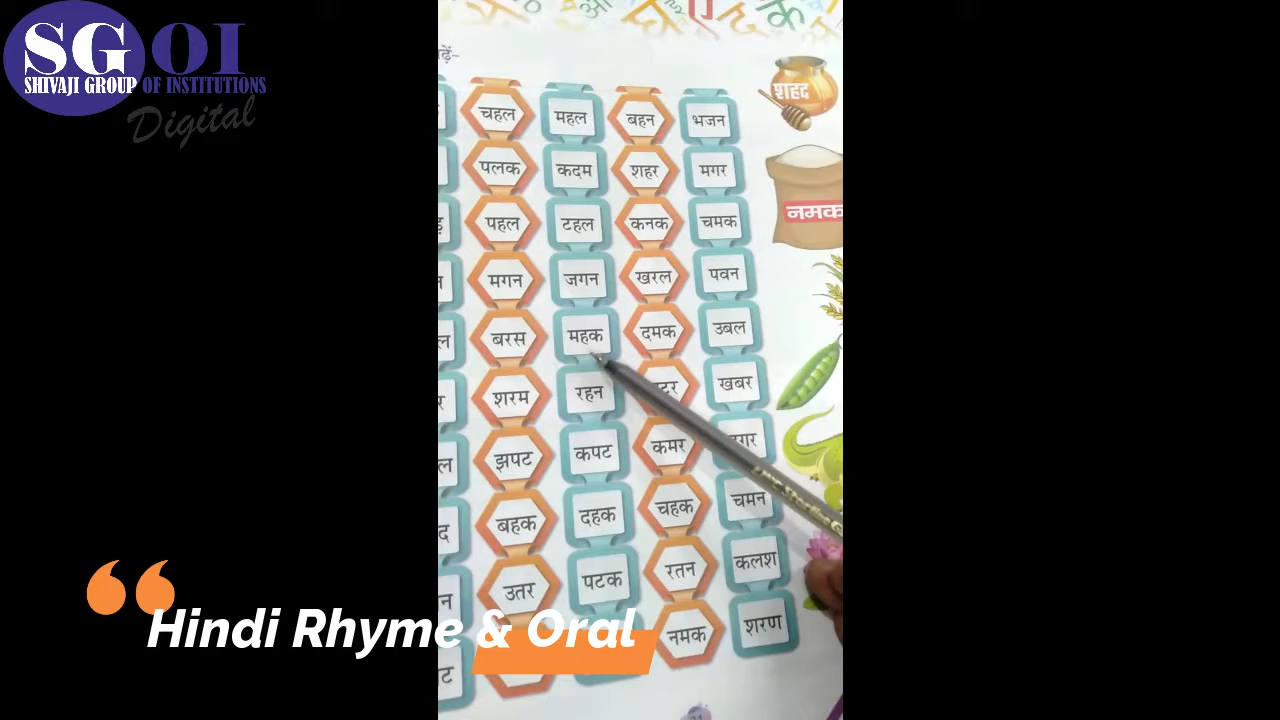 SGOI
SHIVAJI GROUP OF INSTITUTIONS
Digital
शहद
चहल महल बहन भजन
पलक कदम शहर मगर
नमक
पहल टहल कनक चमक
मगन जगन खरल पवन
बरस महक दमक उबल
शरम रहन खबर
झपट कपट कमर
बहक दहक चहक चमन
उतर पटक रतन कलश
नमक शरण
Hindi Rhyme & Oral